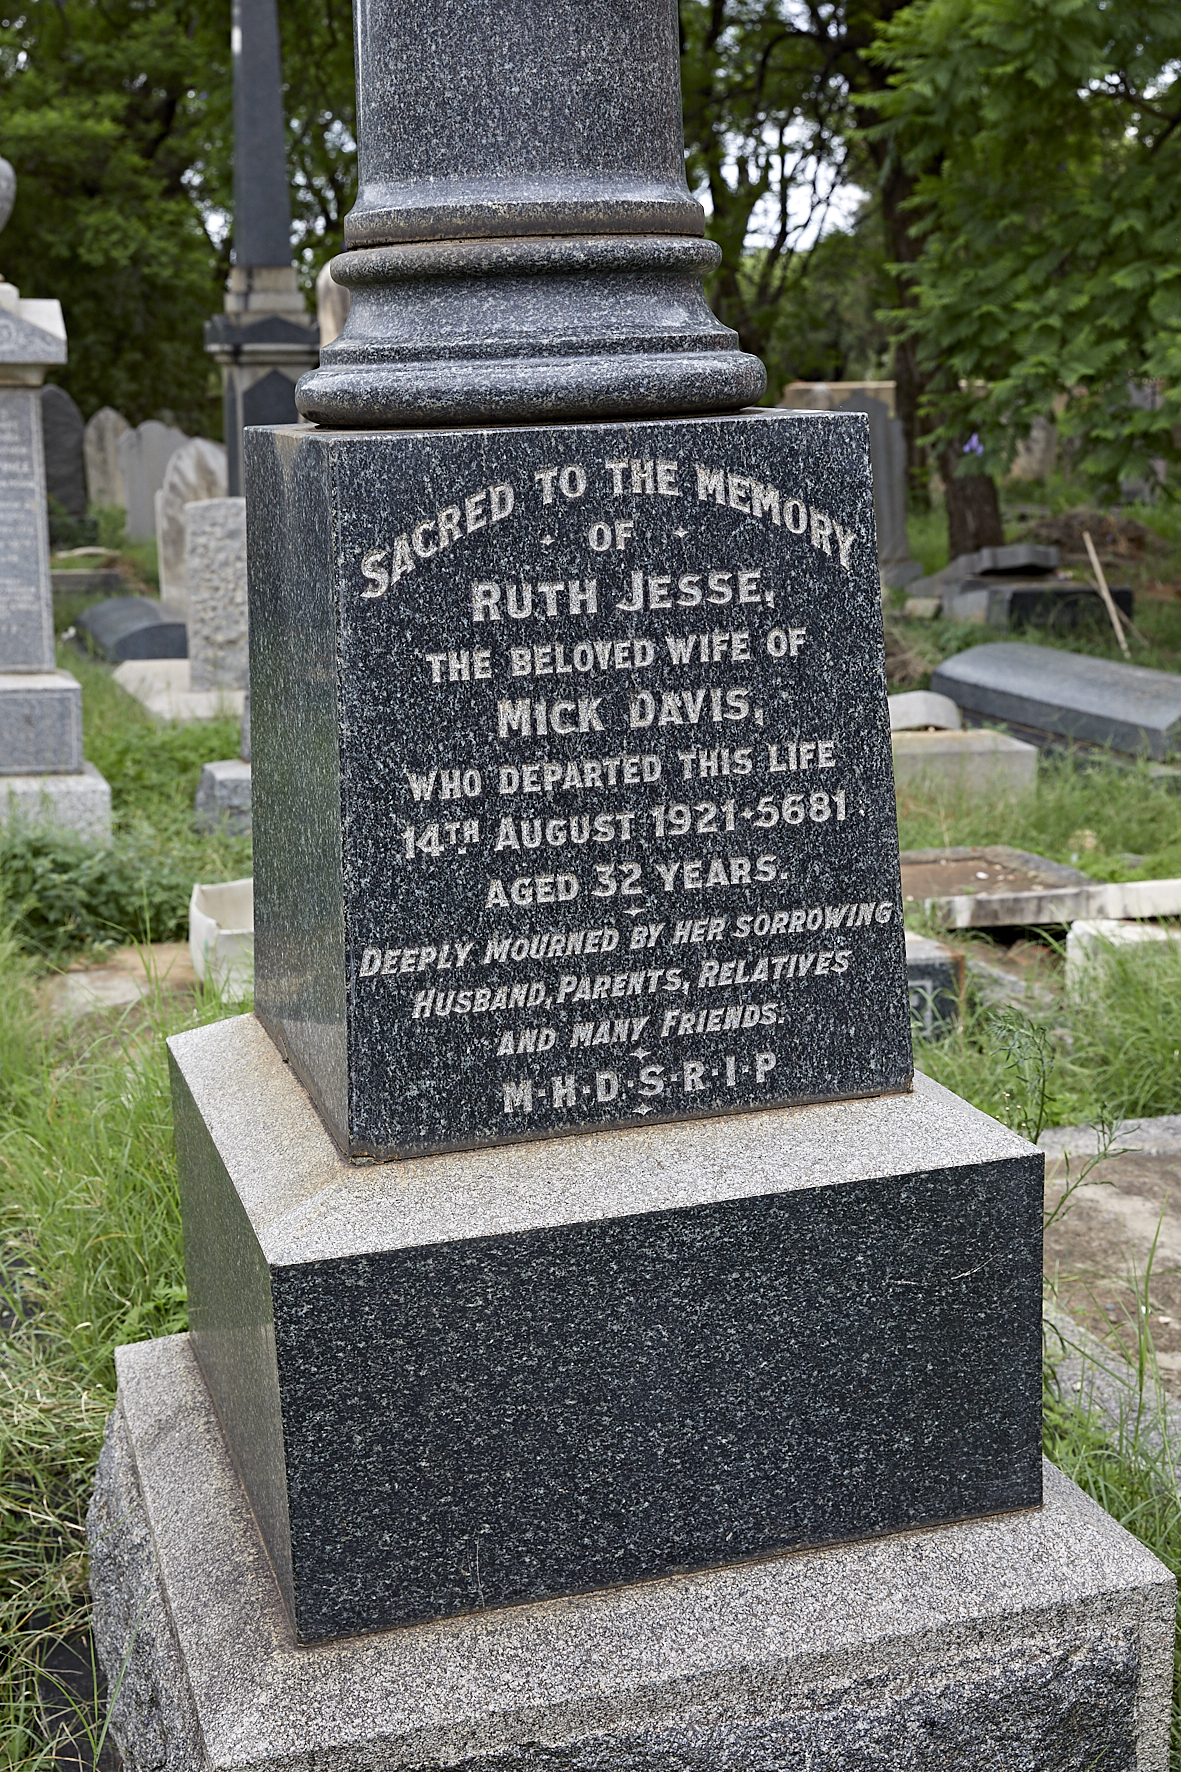 SACRED TO THE MEMORY
OF
RUTH JESSE,
THE BELOVED WIFE OF
MICK DAVIS,
WHO DEPARTED THIS LIFE
14TH AUGUST 1921·5681
AGED 32 YEARS.
DEEPLY MOURNED BY HER SORROWING
HUSBAND, PARENTS, RELATIVES
AND MANY FRIENDS.
M·H·D·S·R·I·P